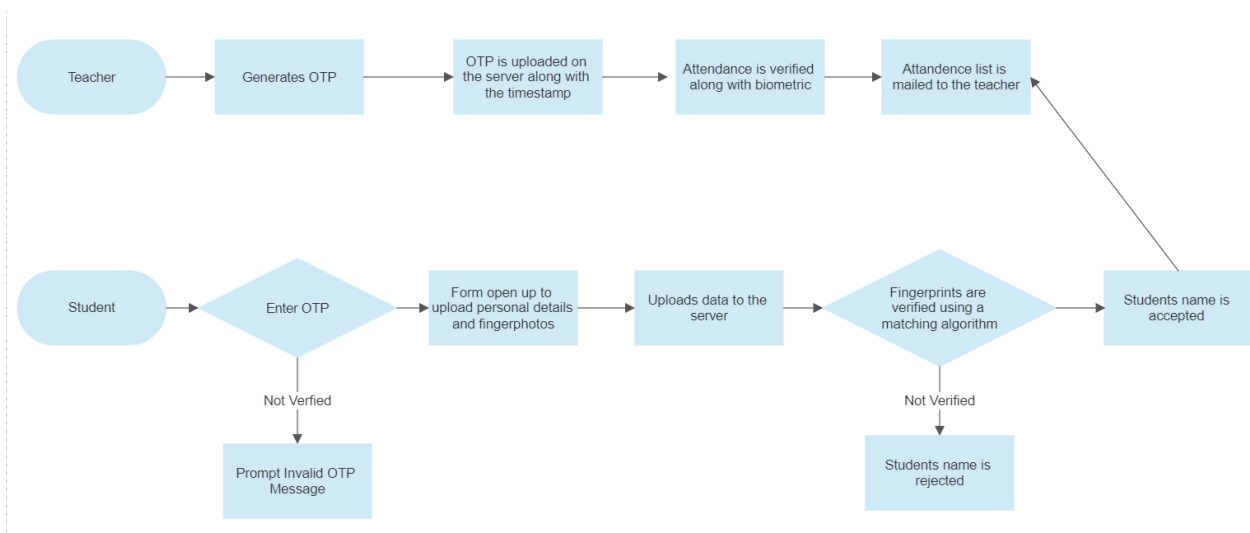 Teacher
Generates OTP
OTP is uploaded on
the server along with
the timestamp
Attendance is verified
along with biometric
Attandence list is
mailed to the teacher
Student
Enter OTP
Form open up to
upload personal details
and fingerphotos
Uploads data to the
server
Fingerprints are
verified using a
matching algorithm
Students name is
accepted
Not Verfied
Not Verified
Prompt Invalid OTP
Message
Students name is
rejected